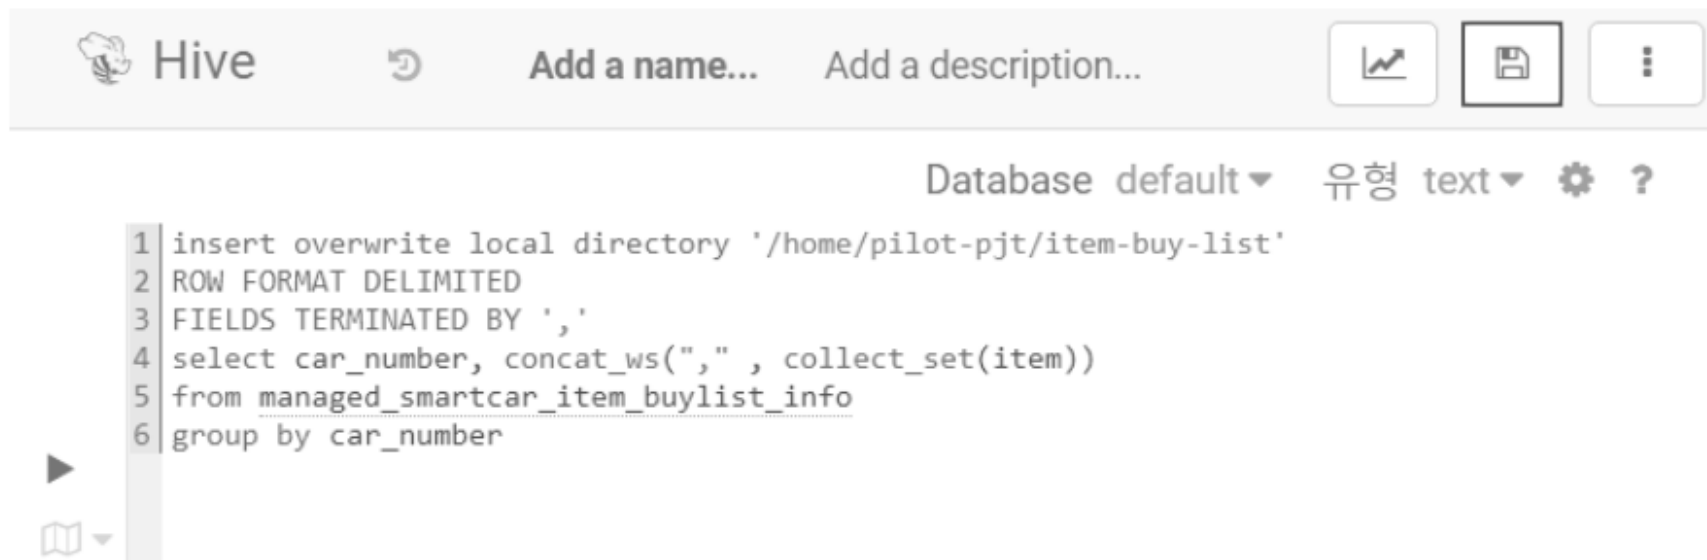 Hive Add a name... Add a description...
Database default 유형 text ?
1 insert overwrite local directory '/home/pilot-pjt/item-buy-list'
2 ROW FORMAT DELIMITED
3 FIELDS TERMINATED BY ','
4 select car_number, concat_ws("," , collect_set(item))
5 from managed_smartcar_item_buylist_info
6 group by car_number